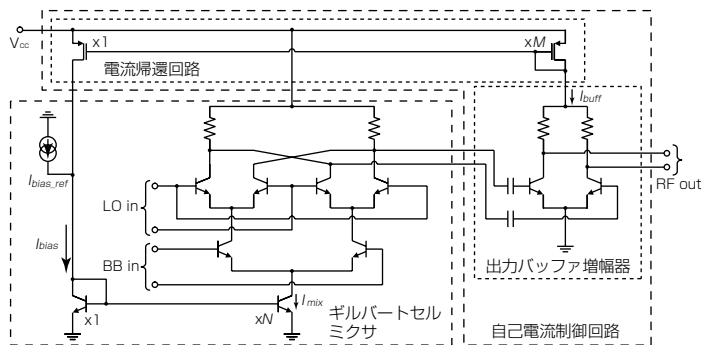 Vcc
x1
電流帰還回路
xM
Ibuff
Ibias_ref
LO in
RF out
Ibias
BB in
出力バッファ増幅器
Imix
x1
xN
ギルバートセル
ミクサ
自己電流制御回路